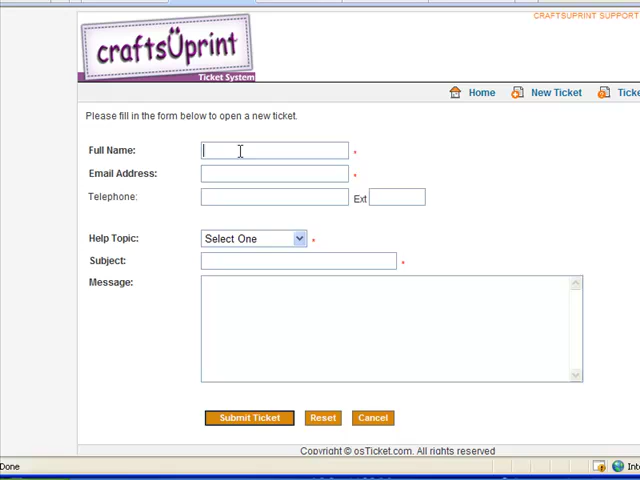 CRAFTSUPRINT SUPPORT
craftsÜprint
Ticket System
Home New Ticket Ticke
Please fill in the form below to open a new ticket.
Full Name: *
Email Address: *
Telephone: Ext
Help Topic: Select One *
Subject: *
Message:
Submit Ticket Reset Cancel
Copyright © osTicket.com. All rights reserved
Done Int